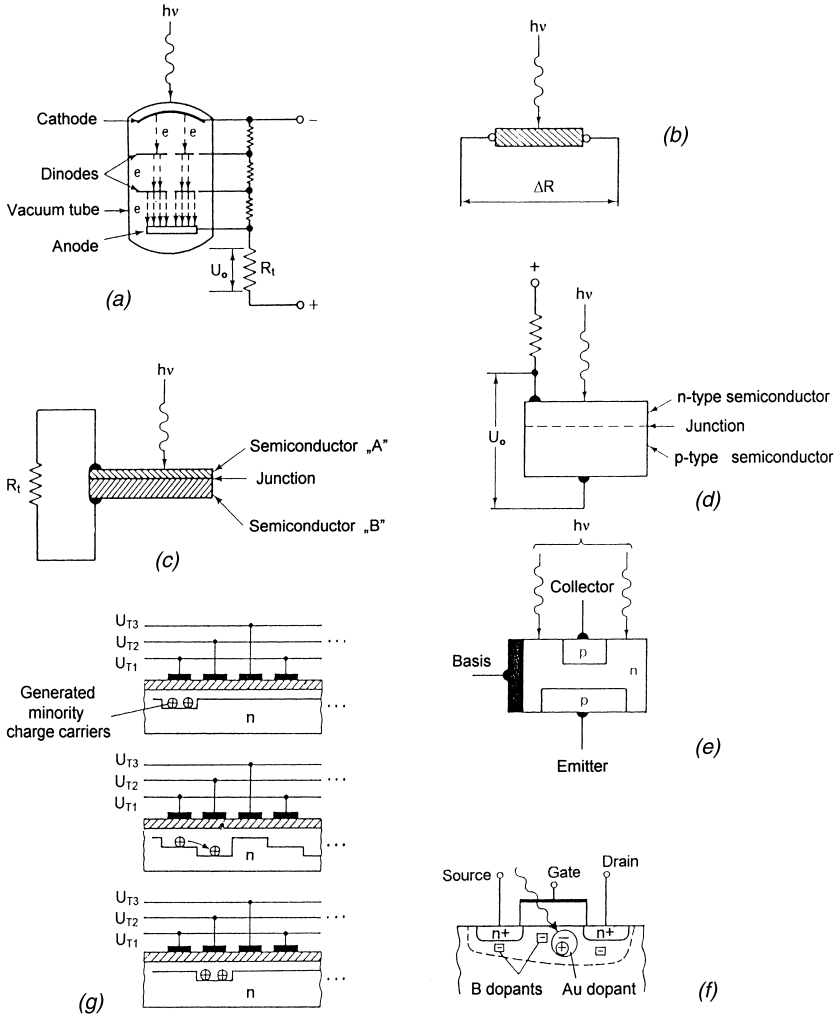 hν
Cathode
e
e
Dinodes
e
Vacuum tube
e
Anode
−
U₀
Rt
+
(a)
hν
(b)
ΔR
hν
Semiconductor „A”
Rt
Junction
Semiconductor „B”
(c)
+
hν
n-type semiconductor
U₀
Junction
p-type semiconductor
(d)
hν
Collector
Basis
p
n
p
(e)
Emitter
UT3
UT2
UT1
Generated
minority
charge carriers
n
UT3
UT2
UT1
n
UT3
UT2
UT1
n
(g)
Source
Gate
Drain
n+
n+
B dopants
Au dopant
(f)